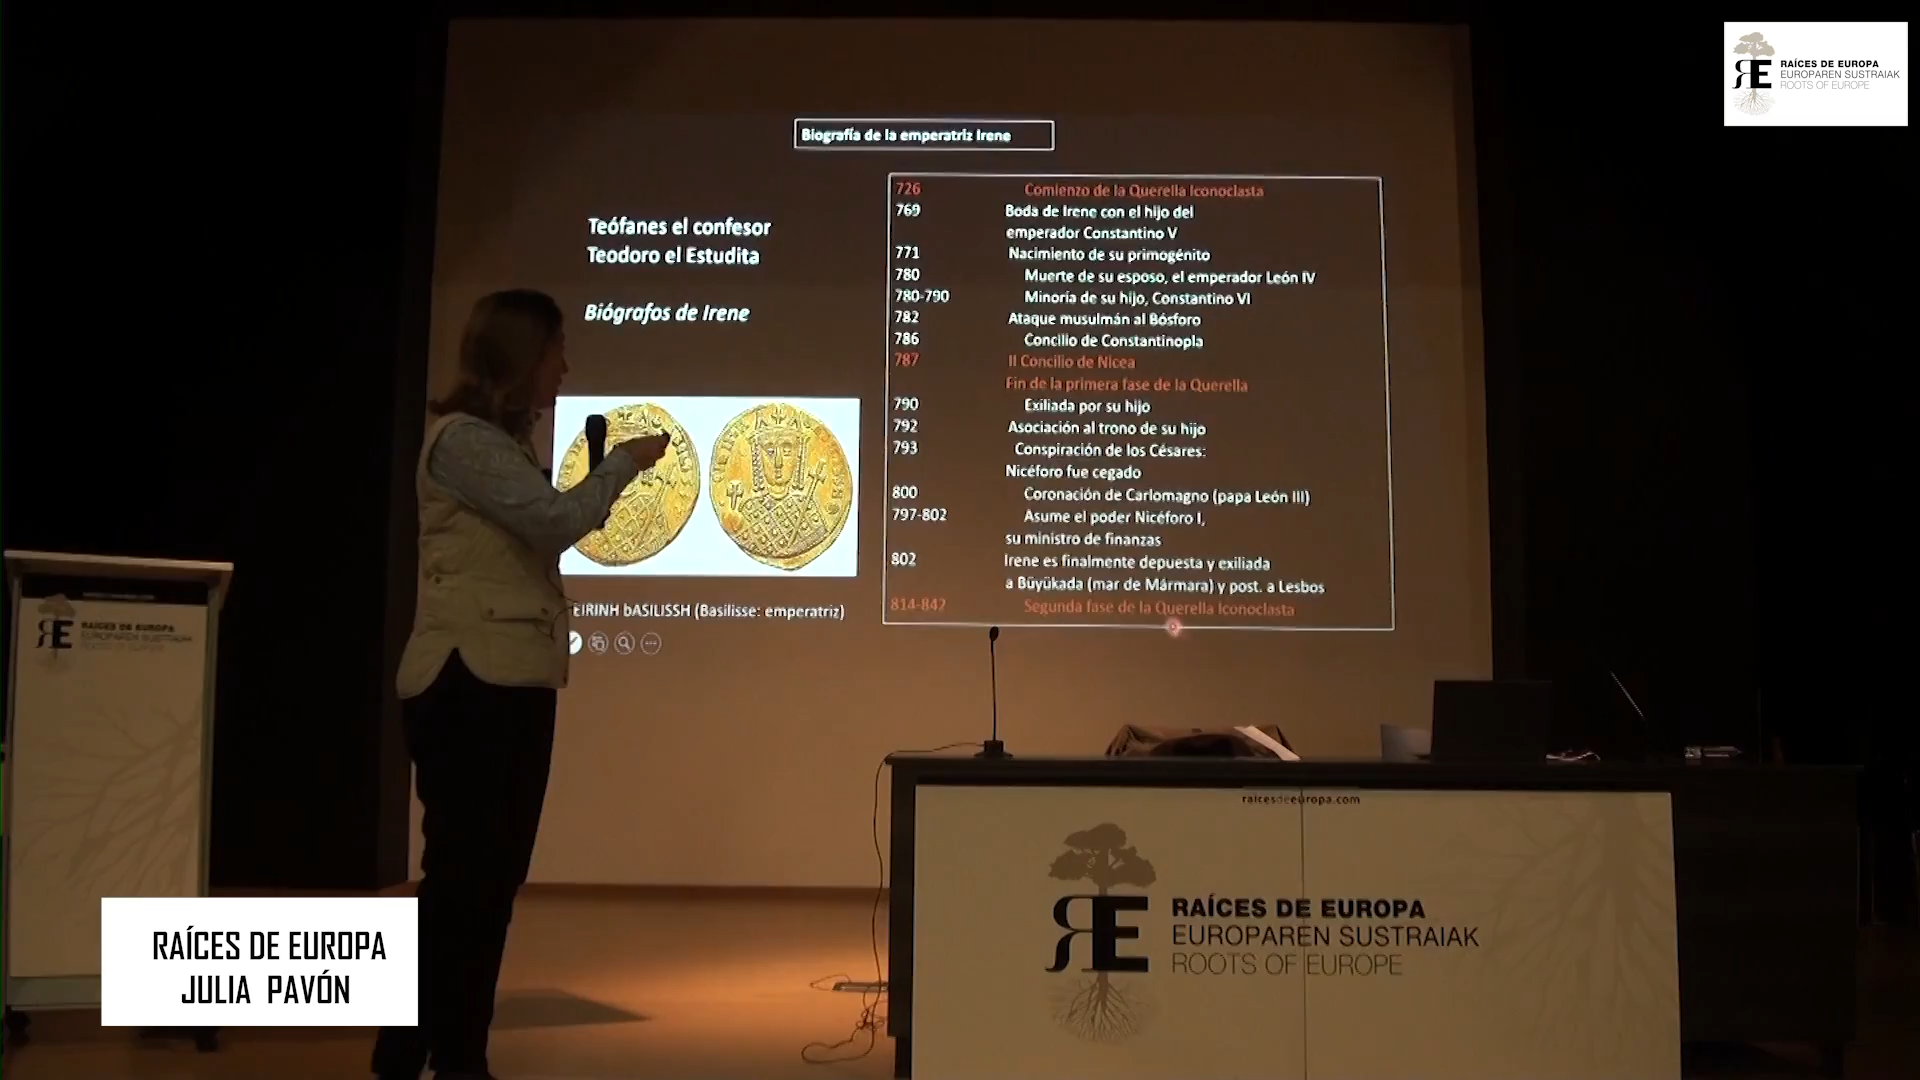 RAÍCES DE EUROPA
EUROPAREN SUSTRAIAK
ROOTS OF EUROPE
Biografía de la emperatriz Irene
Teófanes el confesor
Teodoro el Estudita
Biógrafos de Irene
EIRINH bASILISSH (Basilisse: emperatriz)
726 Comienzo de la Querella Iconoclasta
769 Boda de Irene con el hijo del
emperador Constantino V
771 Nacimiento de su primogénito
780 Muerte de su esposo, el emperador León IV
780-790 Minoría de su hijo, Constantino VI
782 Ataque musulmán al Bósforo
786 Concilio de Constantinopla
787 II Concilio de Nicea
Fin de la primera fase de la Querella
790 Exiliada por su hijo
792 Asociación al trono de su hijo
793 Conspiración de los Césares:
Nicéforo fue cegado
800 Coronación de Carlomagno (papa León III)
797-802 Asume el poder Nicéforo I,
su ministro de finanzas
802 Irene es finalmente depuesta y exiliada
a Büyükada (mar de Mármara) y post. a Lesbos
814-842 Segunda fase de la Querella Iconoclasta
RAÍCES DE EUROPA
EUROPAREN SUSTRAIAK
ROOTS OF EUROPE
raicesdeeuropa.com
RAÍCES DE EUROPA
EUROPAREN SUSTRAIAK
ROOTS OF EUROPE
RAÍCES DE EUROPA
JULIA PAVÓN